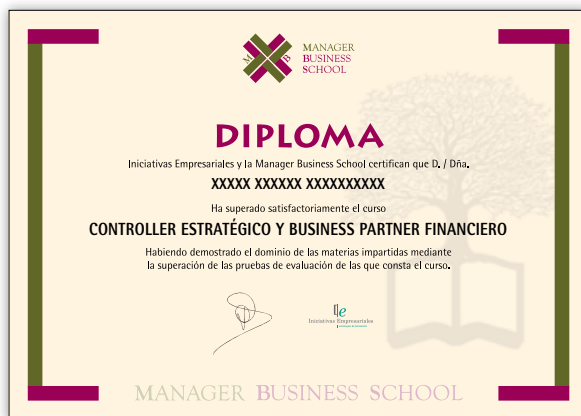 M B
MANAGER
BUSINESS
SCHOOL
DIPLOMA
Iniciativas Empresariales y la Manager Business School certifican que D. / Dña.
XXXXX XXXXXX XXXXXXXXXX
Ha superado satisfactoriamente el curso
CONTROLLER ESTRATÉGICO Y BUSINESS PARTNER FINANCIERO
Habiendo demostrado el dominio de las materias impartidas mediante
la superación de las pruebas de evaluación de las que consta el curso.
Iniciativas Empresariales
MANAGER BUSINESS SCHOOL